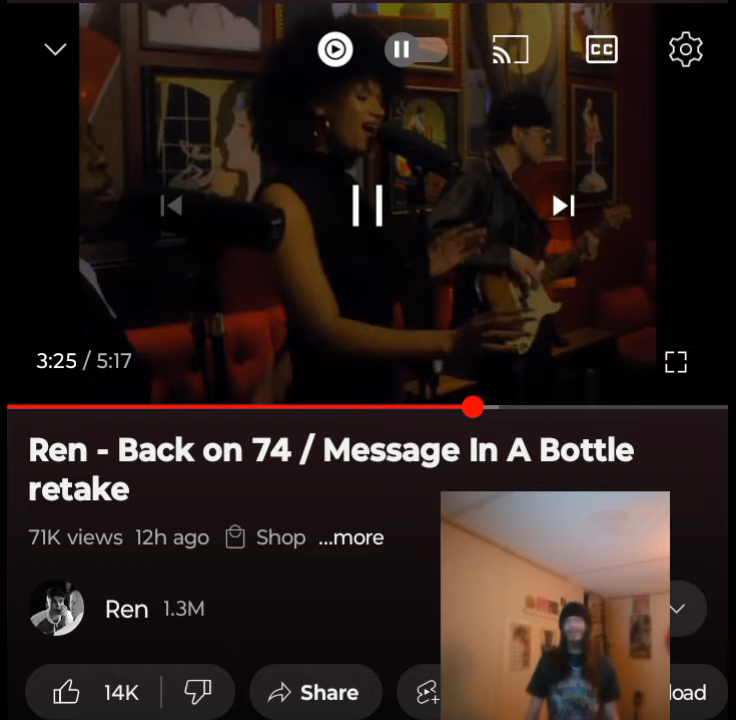 CC
3:25 / 5:17
Ren - Back on 74 / Message In A Bottle
retake
71K views 12h ago Shop ...more
Ren 1.3M
14K Share load